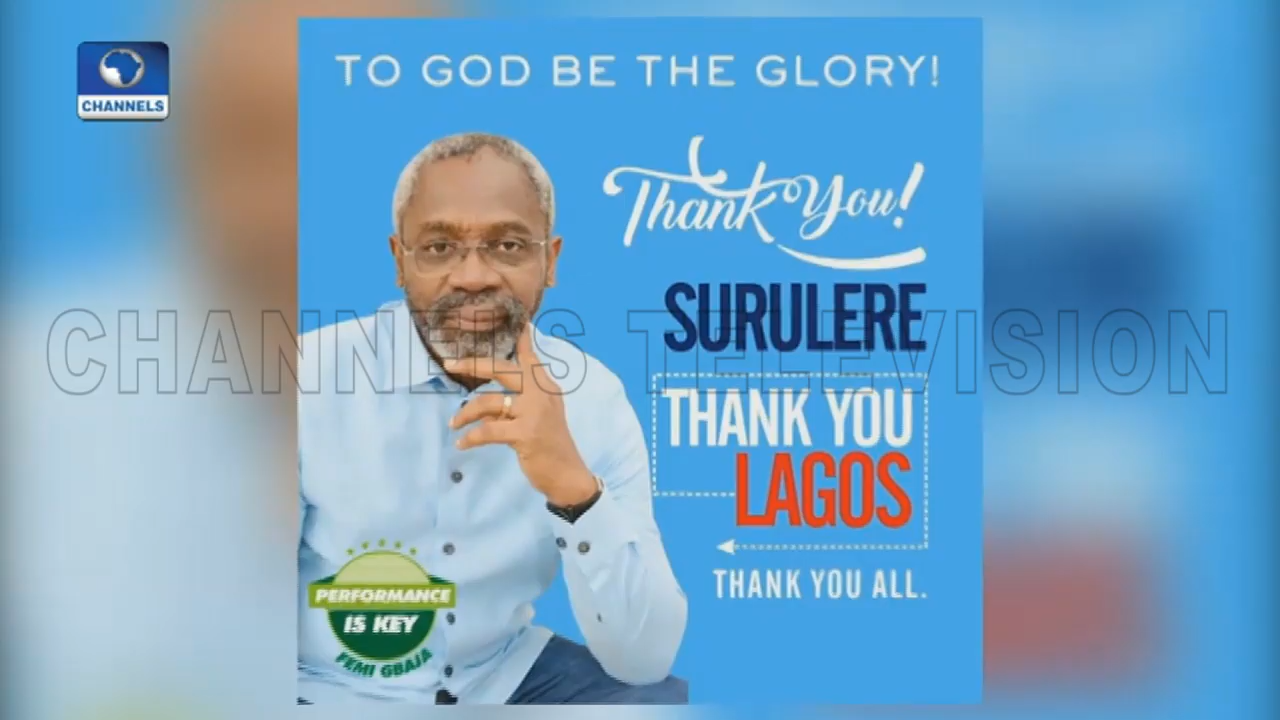 CHANNELS
TO GOD BE THE GLORY!
Thank You!
SURULERE
CHANNELS TELEVISION
THANK YOU
LAGOS
THANK YOU ALL.
PERFORMANCE
IS KEY
FEMI GBAJA